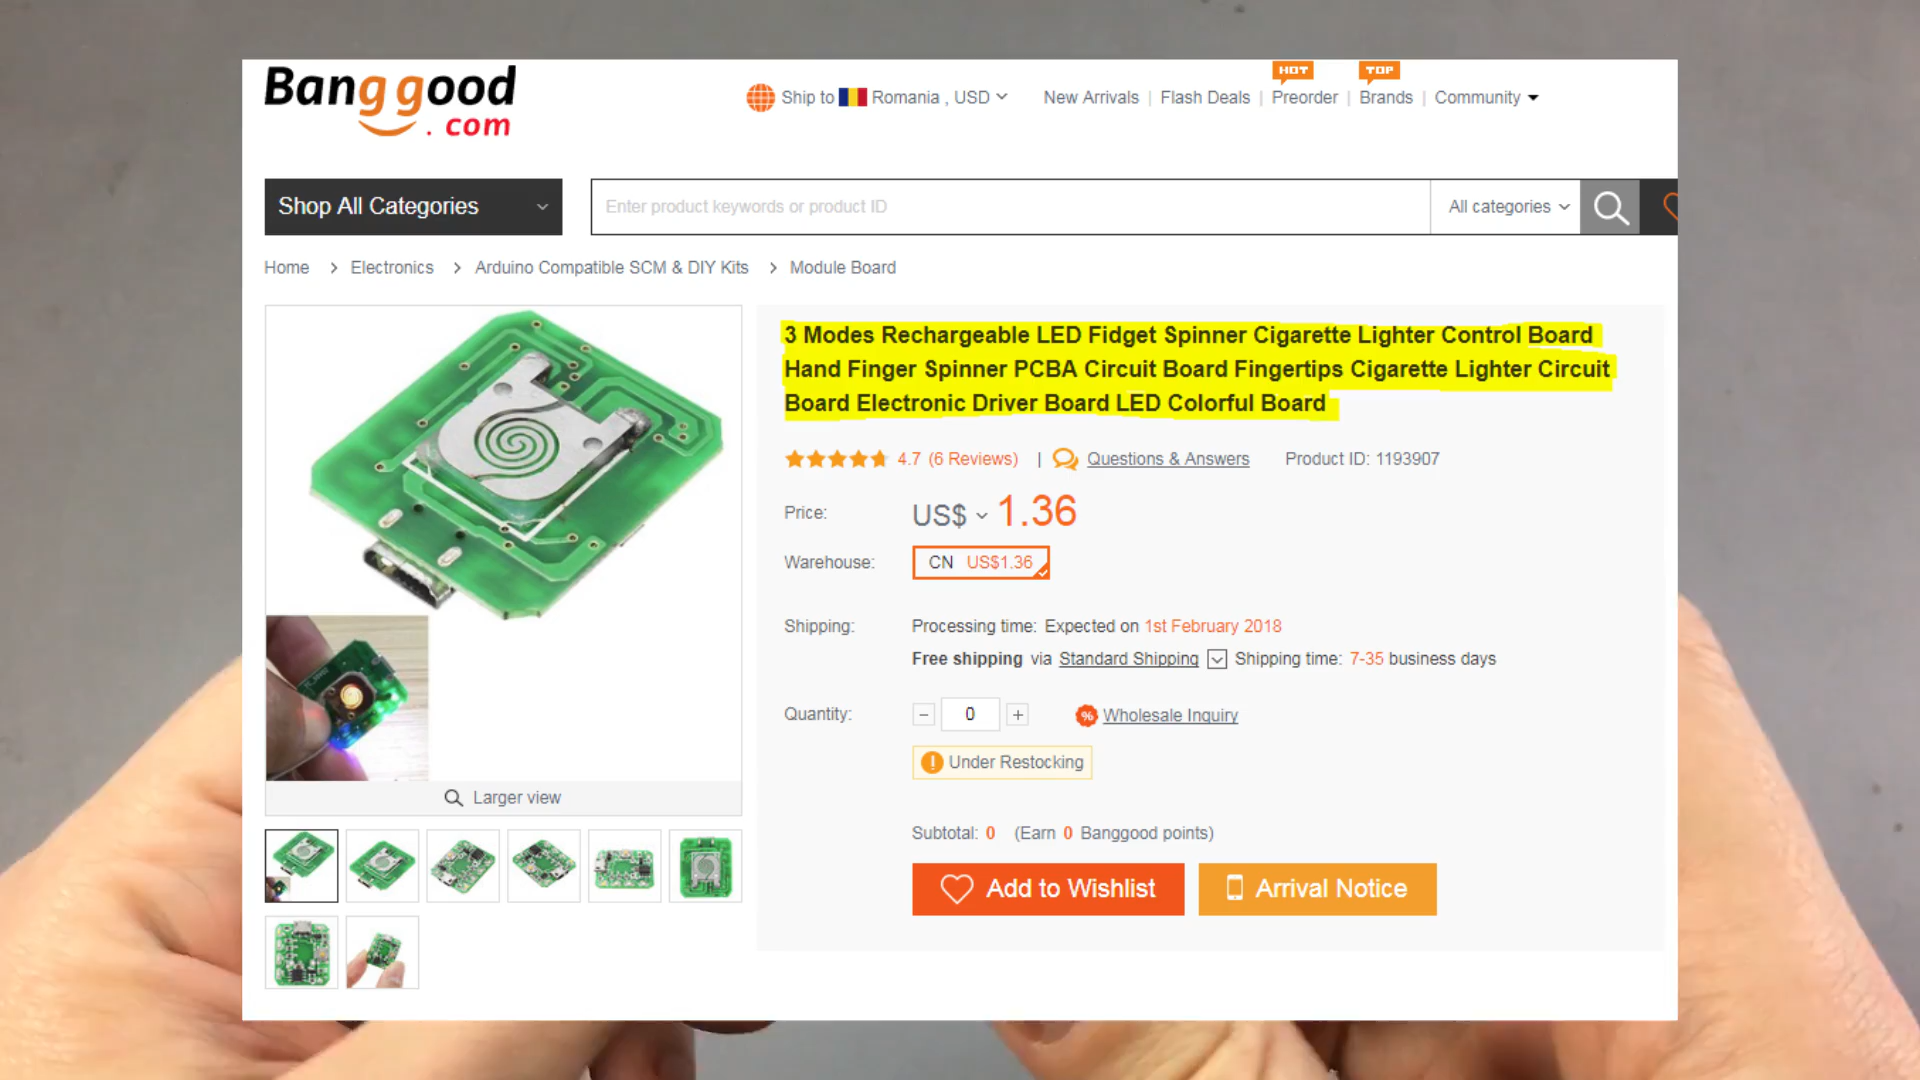 Banggood
.com
Ship to Romania , USD
New Arrivals | Flash Deals | Preorder | Brands | Community
HOT
TOP
Shop All Categories
Enter product keywords or product ID
All categories
Home > Electronics > Arduino Compatible SCM & DIY Kits > Module Board
3 Modes Rechargeable LED Fidget Spinner Cigarette Lighter Control Board
Hand Finger Spinner PCBA Circuit Board Fingertips Cigarette Lighter Circuit
Board Electronic Driver Board LED Colorful Board
4.7 (6 Reviews) | Questions & Answers Product ID: 1193907
Price: US$ 1.36
Warehouse: CN US$1.36
Shipping: Processing time: Expected on 1st February 2018
Free shipping via Standard Shipping Shipping time: 7-35 business days
Quantity: - 0 + % Wholesale Inquiry
! Under Restocking
Larger view
Subtotal: 0 (Earn 0 Banggood points)
Add to Wishlist
Arrival Notice